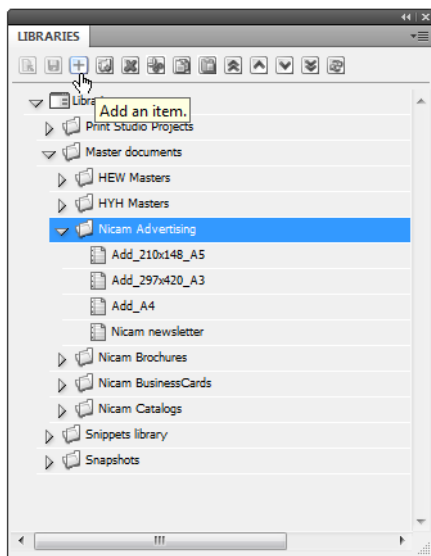 LIBRARIES
Add an item.
Print Studio Projects
Master documents
HEW Masters
HYH Masters
Nicam Advertising
Add_210x148_A5
Add_297x420_A3
Add_A4
Nicam newsletter
Nicam Brochures
Nicam BusinessCards
Nicam Catalogs
Snippets library
Snapshots